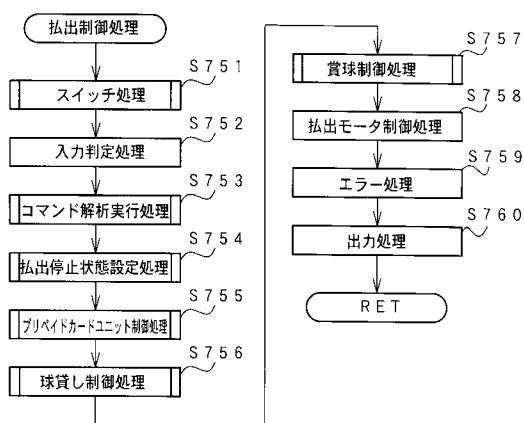 払出制御処理
S751
スイッチ処理
S752
入力判定処理
S753
コマンド解析実行処理
S754
払出停止状態設定処理
S755
プリペイドカードユニット制御処理
S756
球貸し制御処理
S757
賞球制御処理
S758
払出モータ制御処理
S759
エラー処理
S760
出力処理
RET